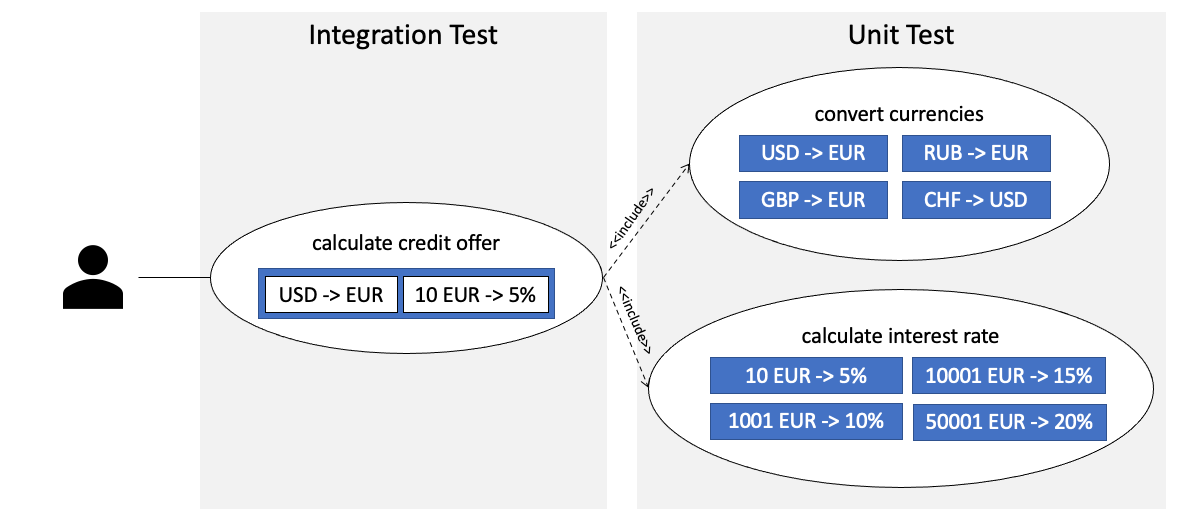 Integration Test
calculate credit offer
USD -> EUR
10 EUR -> 5%
<<include>>
<<include>>
Unit Test
convert currencies
USD -> EUR
RUB -> EUR
GBP -> EUR
CHF -> USD
calculate interest rate
10 EUR -> 5%
10001 EUR -> 15%
1001 EUR -> 10%
50001 EUR -> 20%